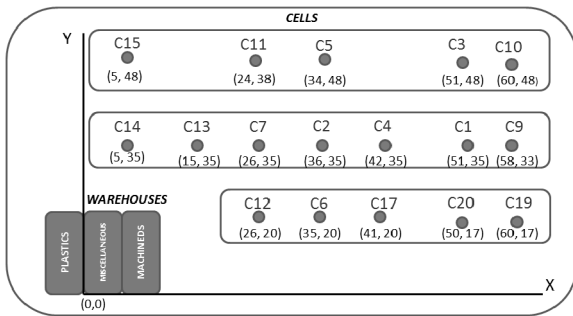 CELLS
Y
C15 C11 C5 C3 C10
(5, 48) (24, 38) (34, 48) (51, 48) (60, 48)
C14 C13 C7 C2 C4 C1 C9
(5, 35) (15, 35) (26, 35) (36, 35) (42, 35) (51, 35) (58, 33)
WAREHOUSES
C12 C6 C17 C20 C19
(26, 20) (35, 20) (41, 20) (50, 17) (60, 17)
PLASTICS
MISCELLANEOUS
MACHINEDS
X
(0,0)